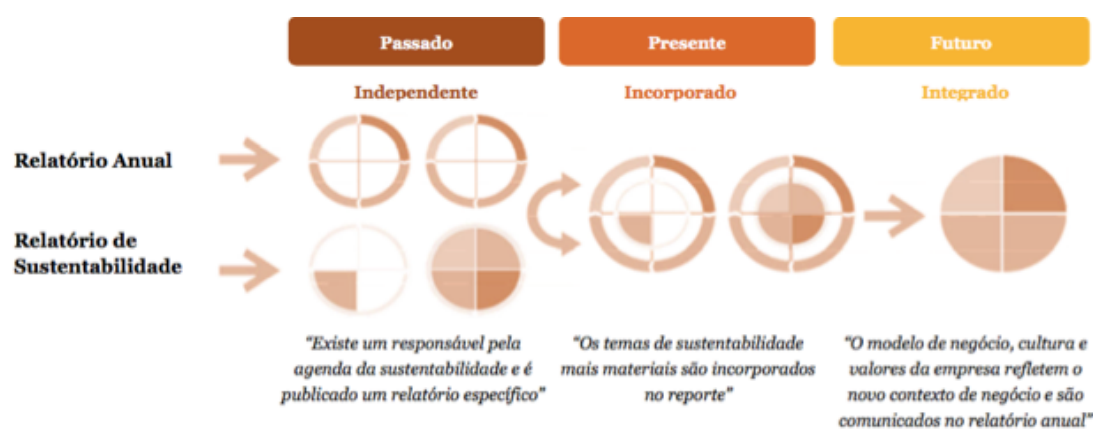 Passado
Presente
Futuro
Independente
Incorporado
Integrado
Relatório Anual
Relatório de
Sustentabilidade
“Existe um responsável pela
agenda da sustentabilidade e é
publicado um relatório específico”
“Os temas de sustentabilidade
mais materiais são incorporados
no reporte”
“O modelo de negócio, cultura e
valores da empresa refletem o
novo contexto de negócio e são
comunicados no relatório anual”